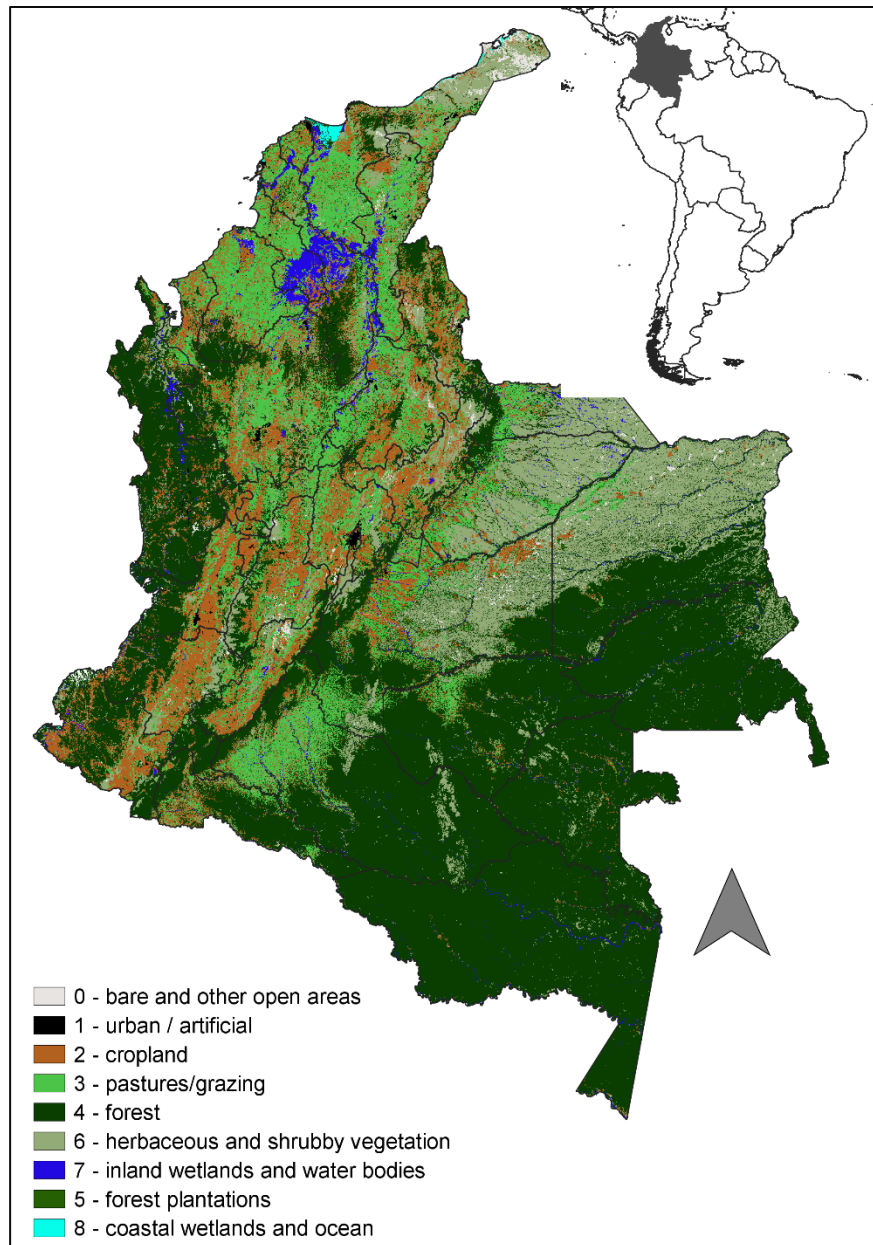 0 - bare and other open areas
1 - urban / artificial
2 - cropland
3 - pastures/grazing
4 - forest
6 - herbaceous and shrubby vegetation
7 - inland wetlands and water bodies
5 - forest plantations
8 - coastal wetlands and ocean